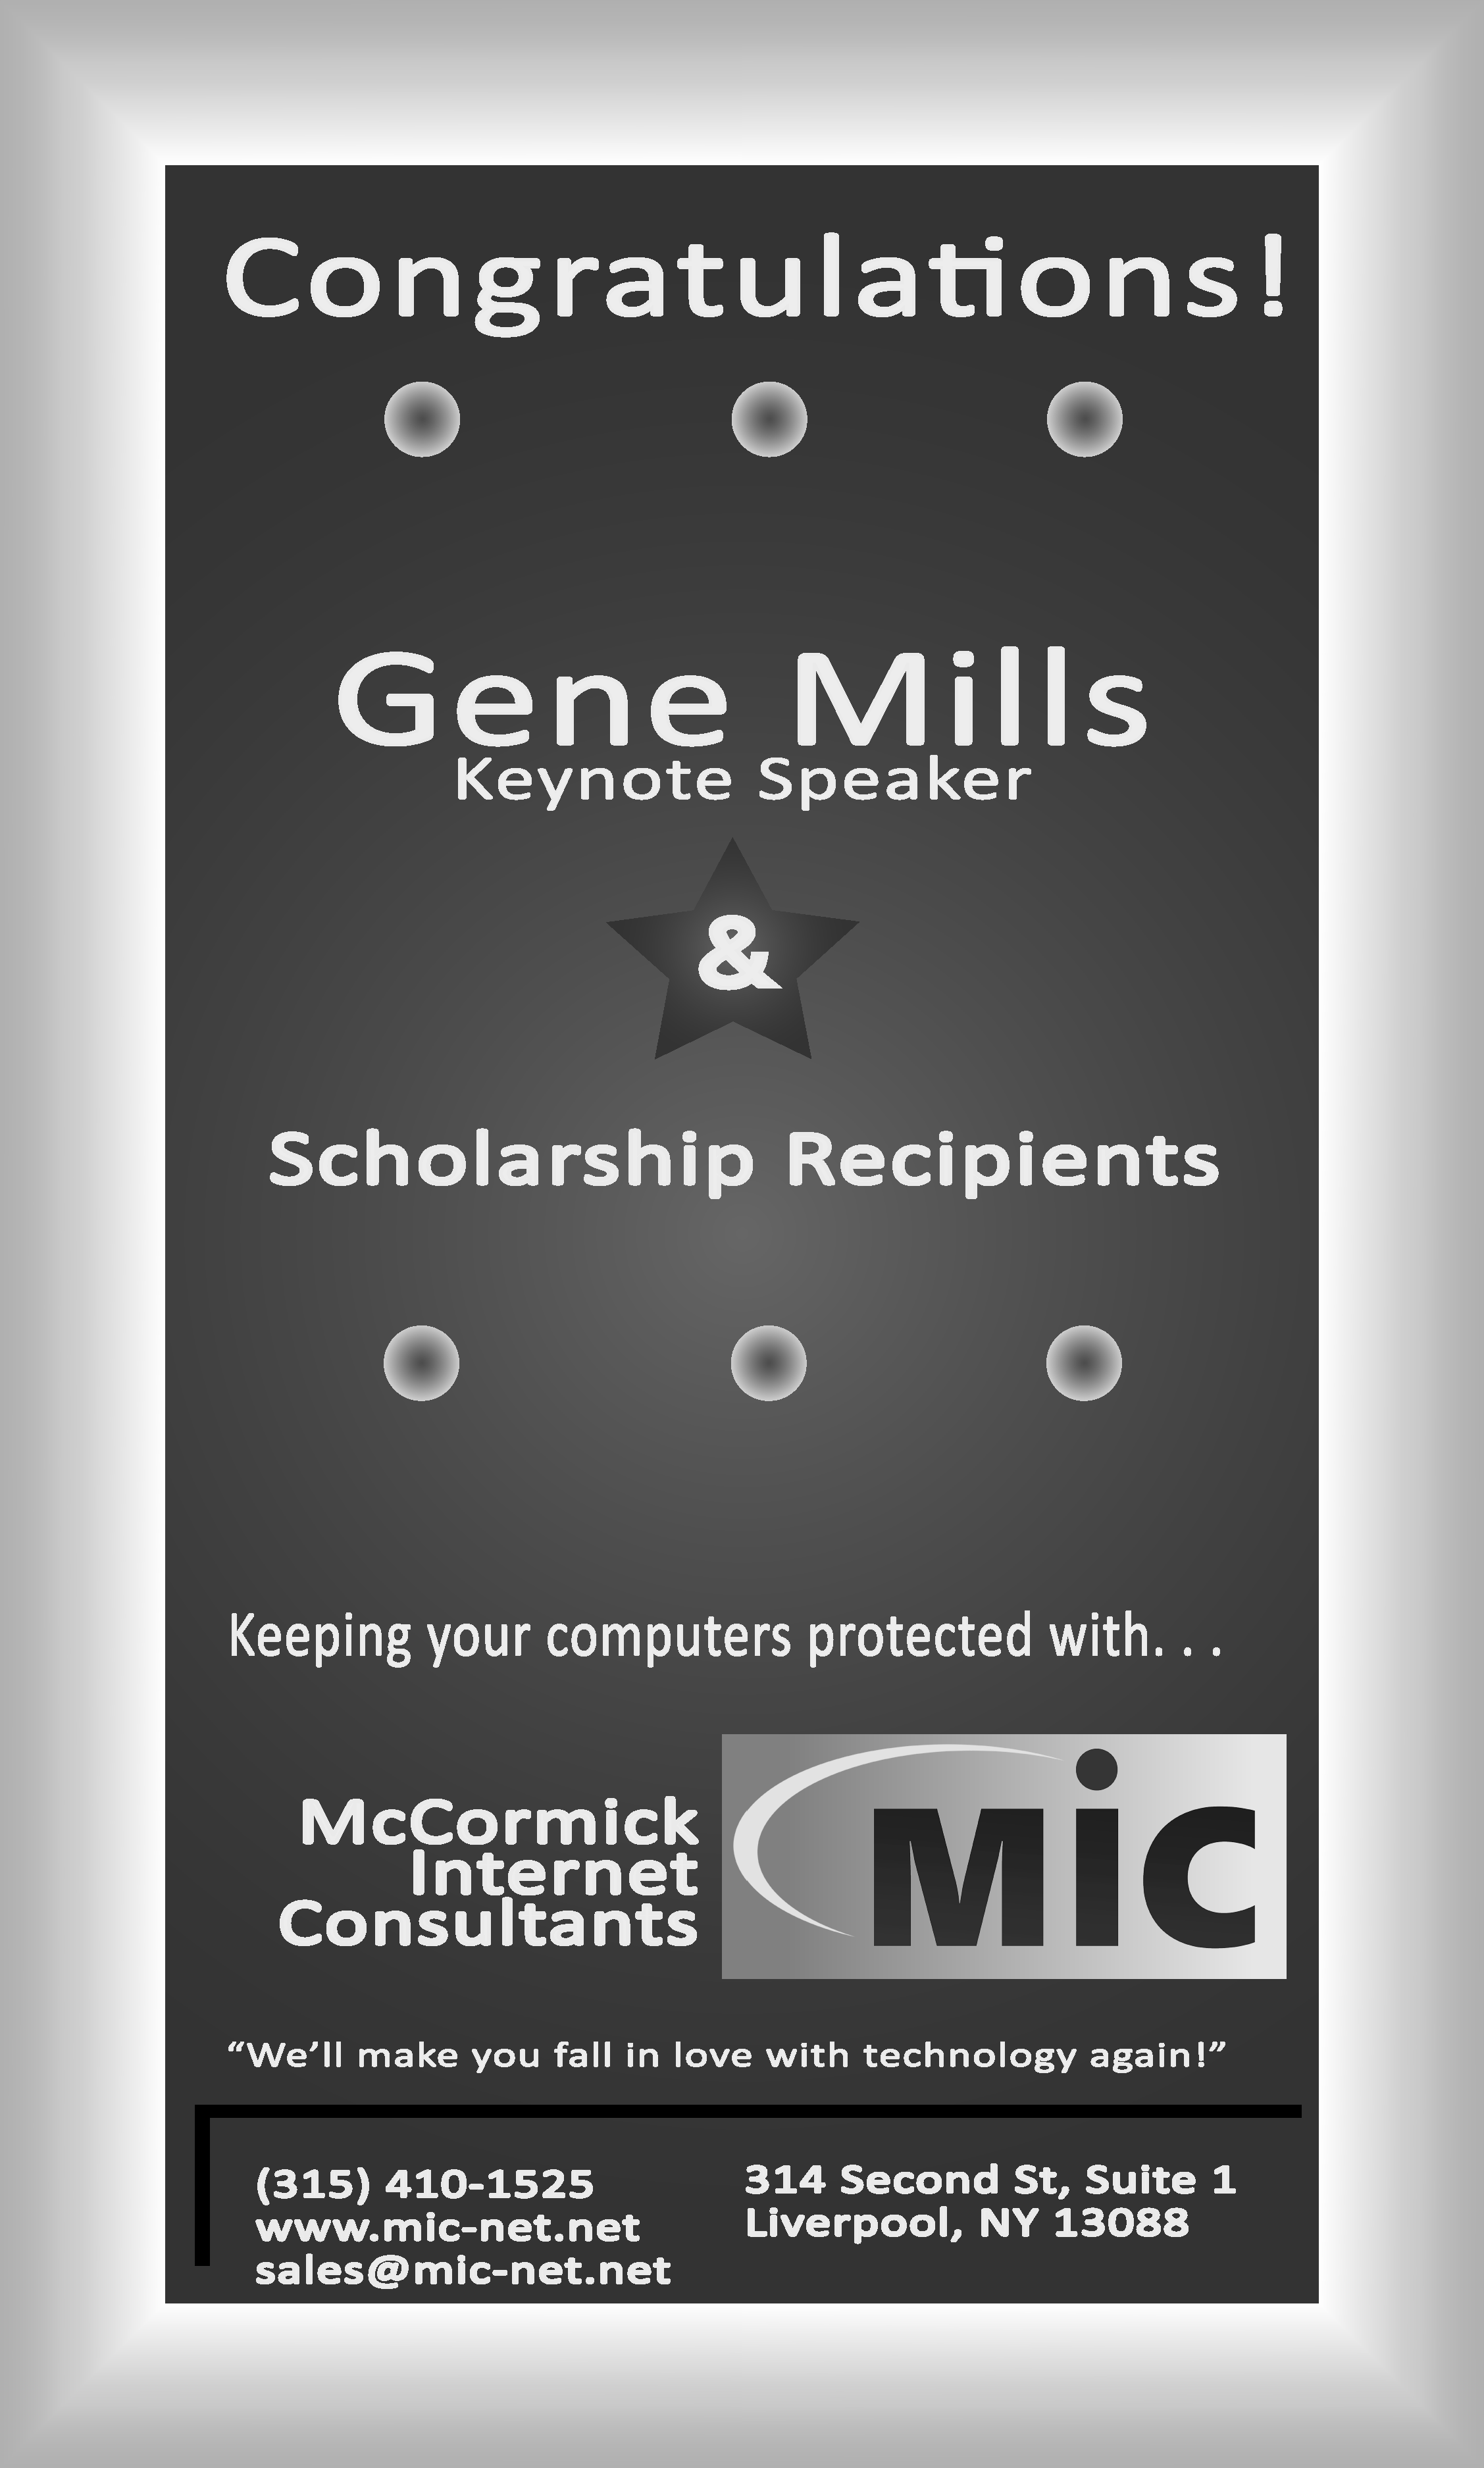 Congratulations!
Gene Mills
Keynote Speaker
&
Scholarship Recipients
Keeping your computers protected with. . .
McCormick
Internet
Consultants
MiC
“We’ll make you fall in love with technology again!”
(315) 410-1525
www.mic-net.net
sales@mic-net.net
314 Second St, Suite 1
Liverpool, NY 13088